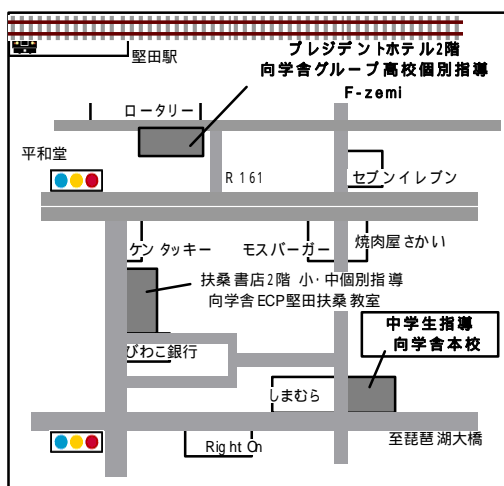 堅田駅
プレジデントホテル2階
向学舎グループ高校個別指導
F-zemi
ロータリー
平和堂
R 161
セブンイレブン
ケンタッキー
モスバーガー
焼肉屋さかい
扶桑書店2階 小・中個別指導
向学舎ECP堅田扶桑教室
中学生指導
向学舎本校
びわこ銀行
しまむら
Right On
至琵琶湖大橋